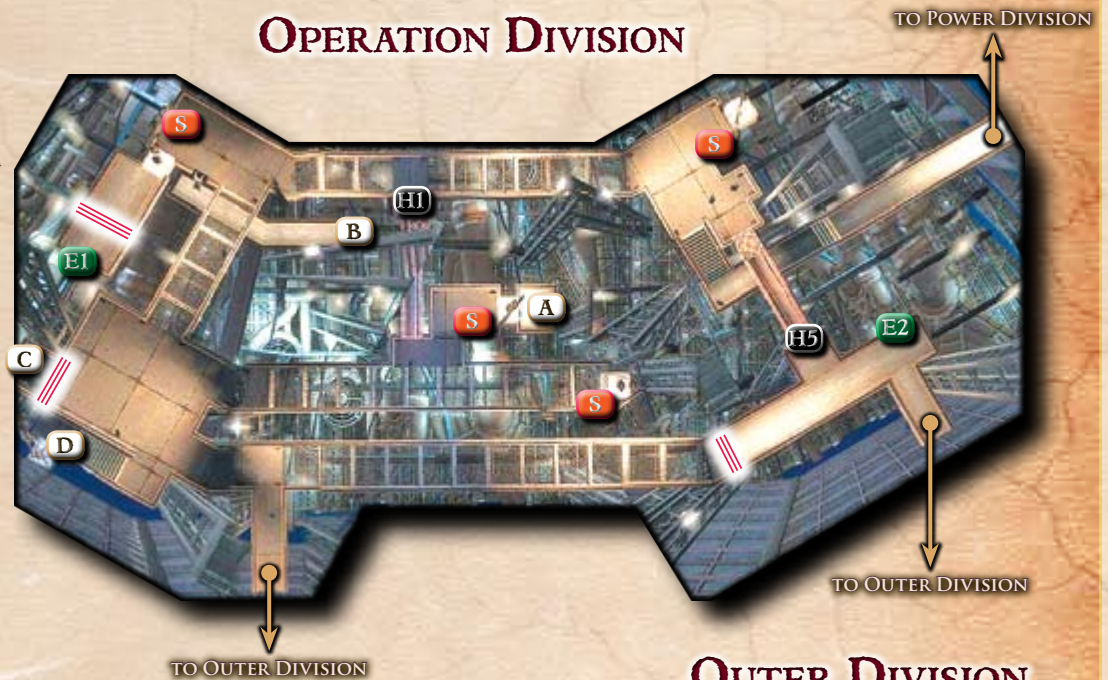 TO POWER DIVISION
OPERATION DIVISION
S
S
H1
B
E1
A
S
E2
H5
C
S
D
TO OUTER DIVISION
TO OUTER DIVISION
OUTER DIVISION